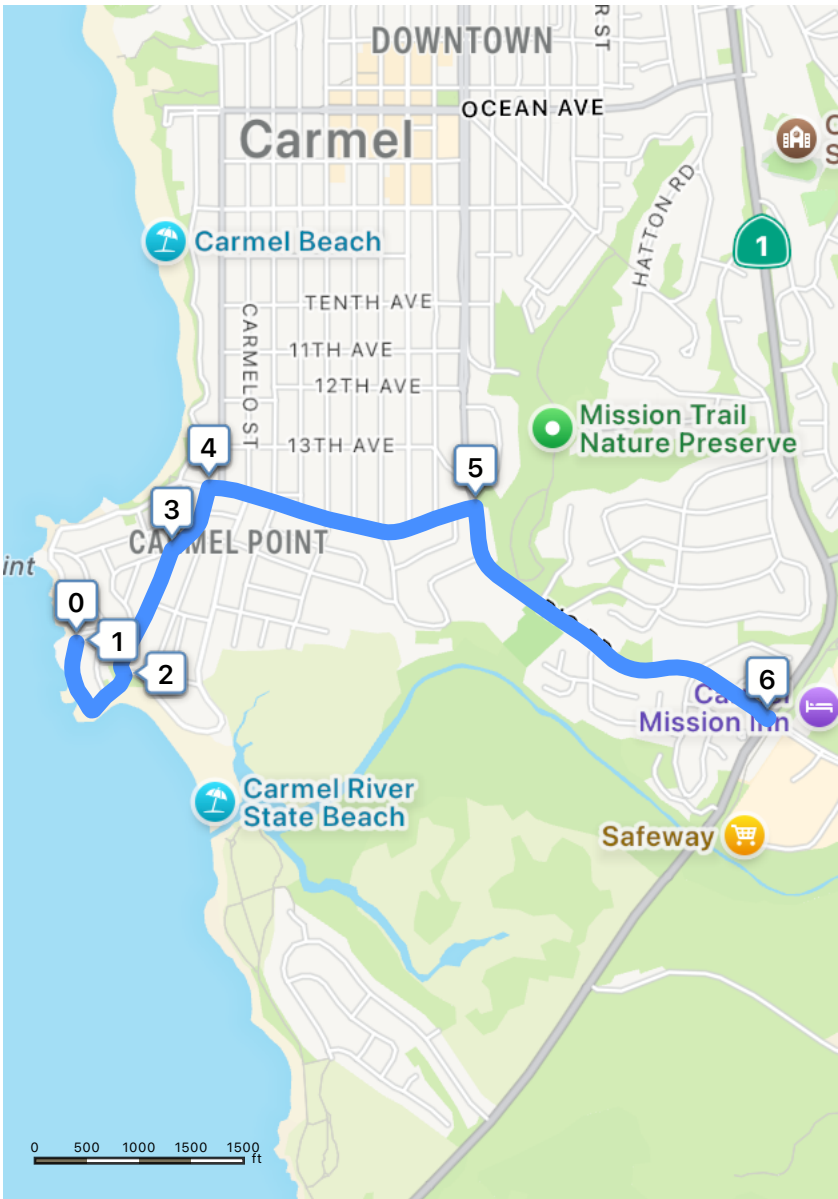 R ST
DOWNTOWN
OCEAN AVE
Carmel
HATTON RD
1
Carmel Beach
TENTH AVE
CARMELO ST
11TH AVE
12TH AVE
Mission Trail
Nature Preserve
13TH AVE
4
5
3
CARMEL POINT
int
0
1
2
6
Mission Inn
Carmel River
State Beach
Safeway
0 500 1000 1500 1500
ft